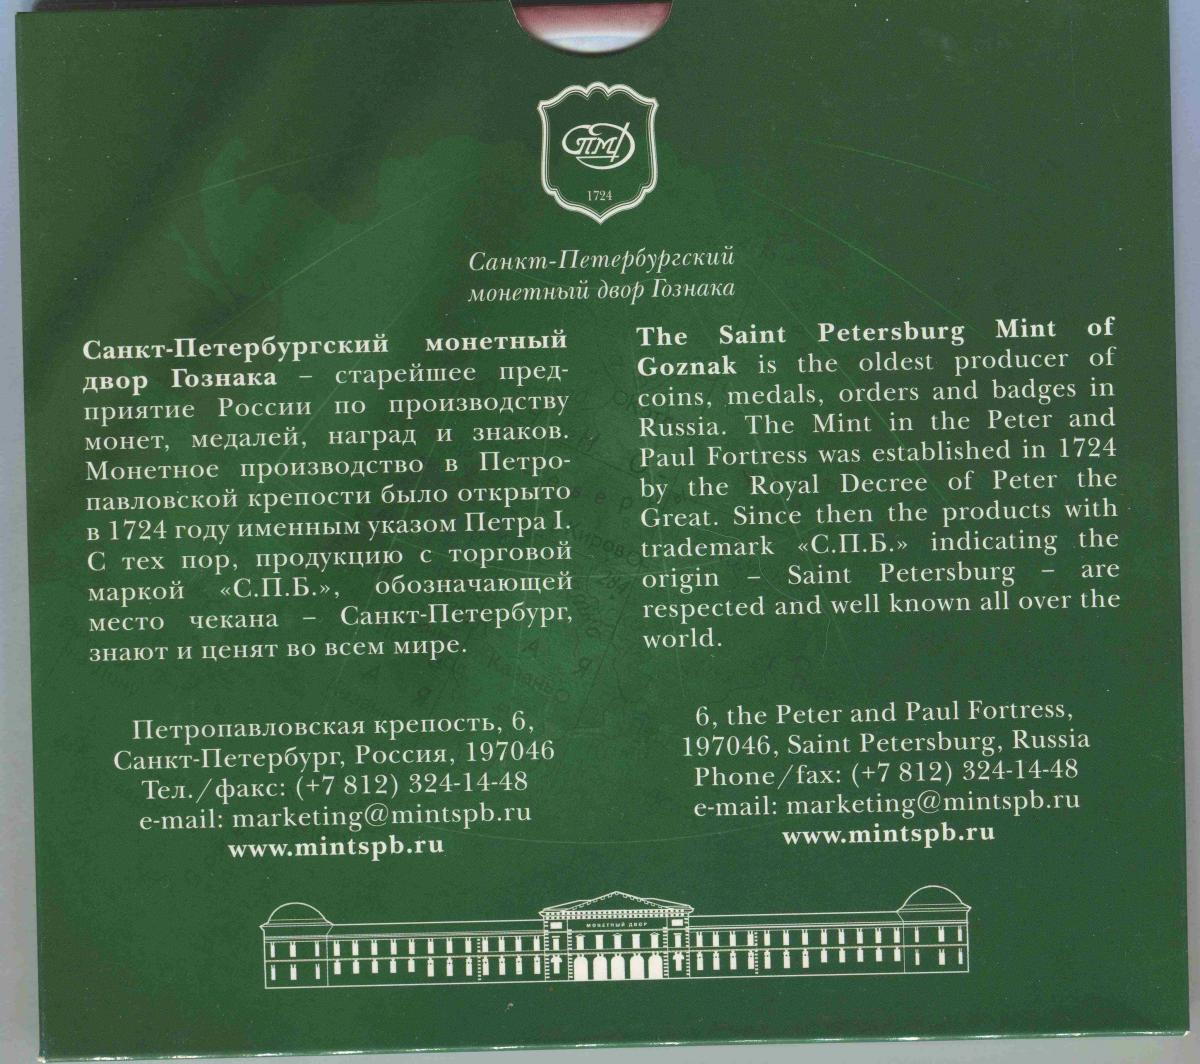 СПМД
1724
Санкт-Петербургский
монетный двор Гознака
Санкт-Петербургский монетный
двор Гознака – старейшее пред-
приятие России по производству
монет, медалей, наград и знаков.
Монетное производство в Петро-
павловской крепости было открыто
в 1724 году именным указом Петра I.
С тех пор, продукцию с торговой
маркой «С.П.Б.», обозначающей
место чекана – Санкт-Петербург,
знают и ценят во всем мире.
Петропавловская крепость, 6,
Санкт-Петербург, Россия, 197046
Тел./факс: (+7 812) 324-14-48
e-mail: marketing@mintspb.ru
www.mintspb.ru
The Saint Petersburg Mint of
Goznak is the oldest producer of
coins, medals, orders and badges in
Russia. The Mint in the Peter and
Paul Fortress was established in 1724
by the Royal Decree of Peter the
Great. Since then the products with
trademark «С.П.Б.» indicating the
origin – Saint Petersburg – are
respected and well known all over the
world.
6, the Peter and Paul Fortress,
197046, Saint Petersburg, Russia
Phone/fax: (+7 812) 324-14-48
e-mail: marketing@mintspb.ru
www.mintspb.ru
МОНЕТНЫЙ ДВОР